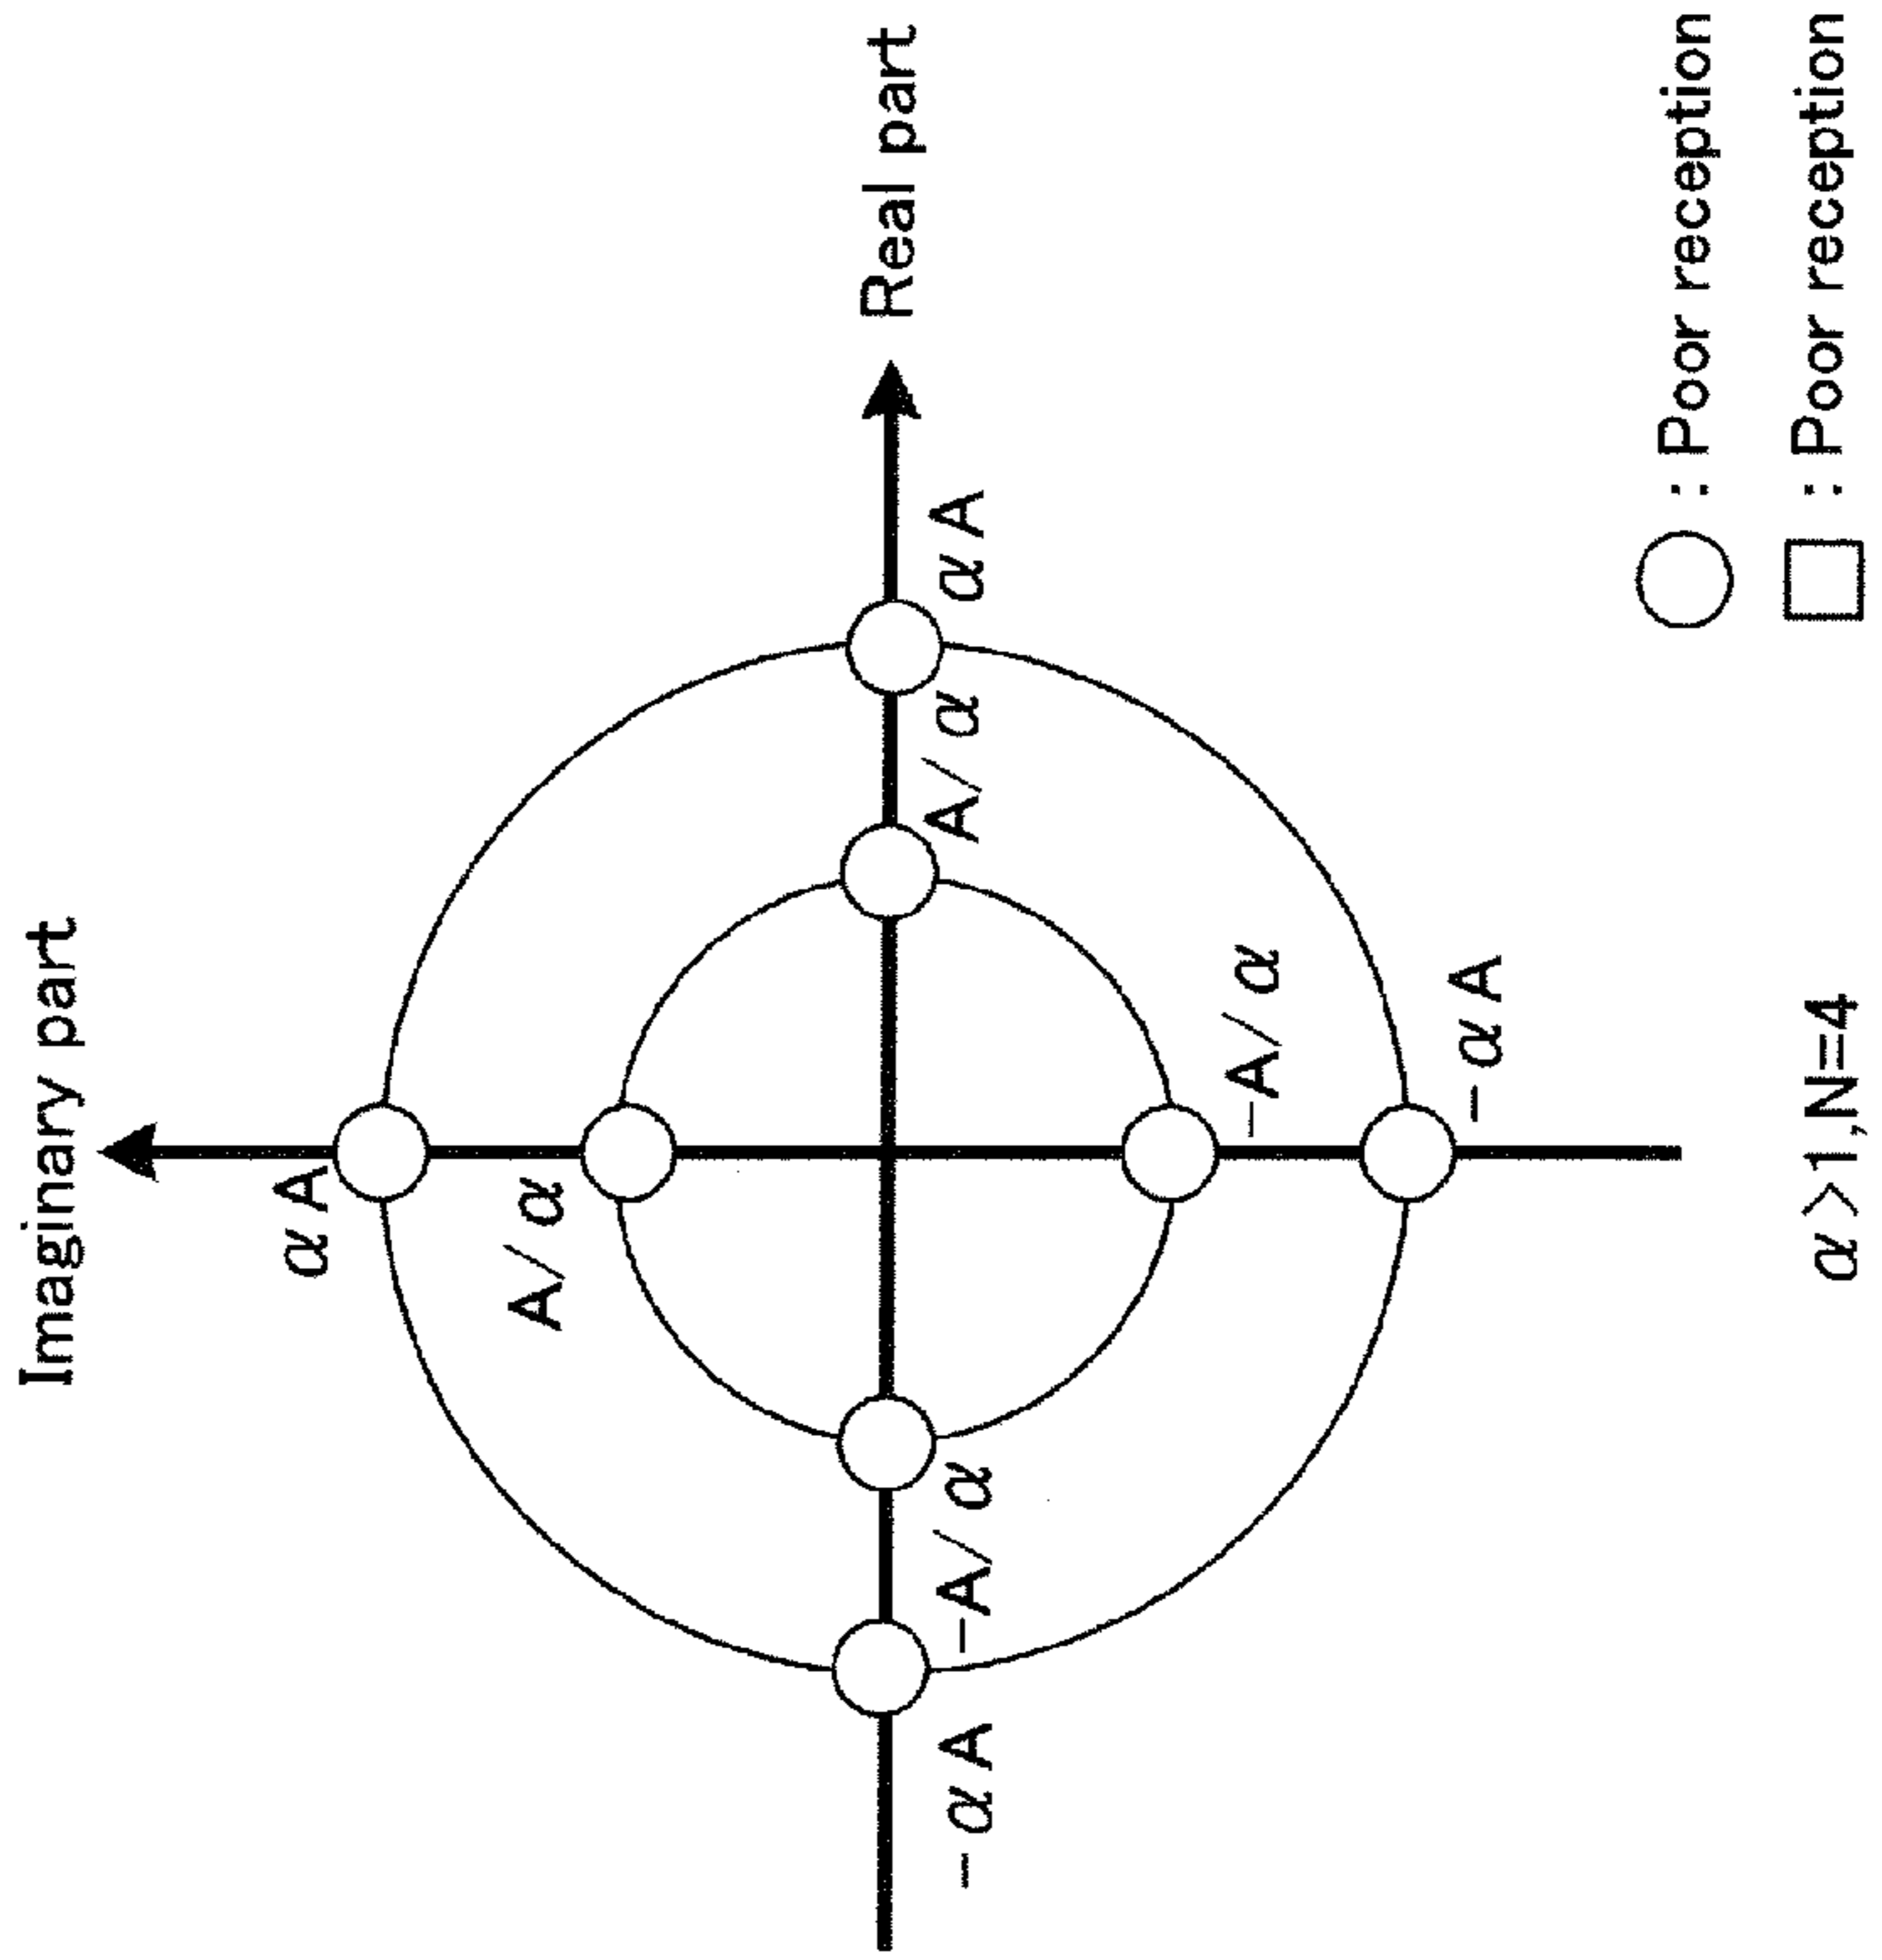 Imaginary part
αA
A/α
Real part
-αA
-A/α
A/α
αA
-A/α
-αA
: Poor reception
: Poor reception
α>1,N=4